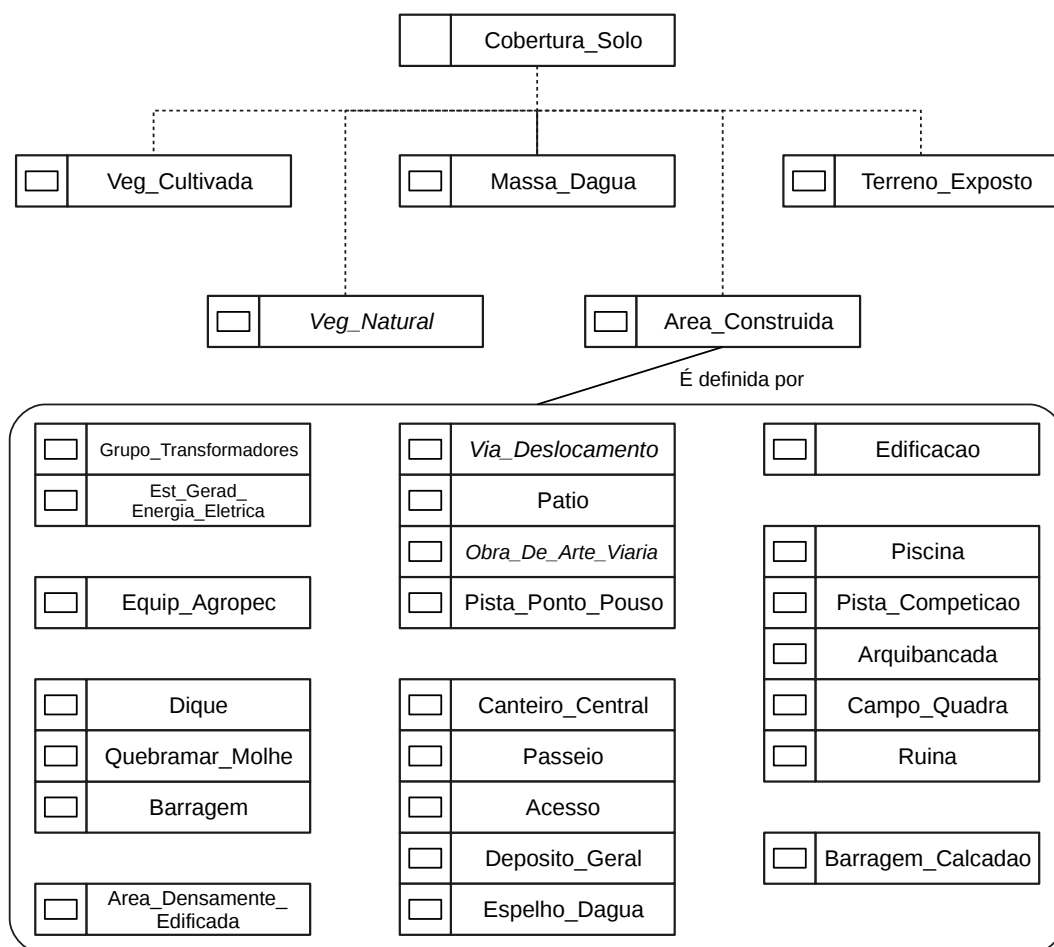 Cobertura_Solo
Veg_Cultivada
Massa_Dagua
Terreno_Exposto
Veg_Natural
Area_Construida
É definida por
Grupo_Transformadores
Est_Gerad_
Energia_Eletrica
Equip_Agropec
Dique
Quebramar_Molhe
Barragem
Area_Densamente_
Edificada
Via_Deslocamento
Patio
Obra_De_Arte_Viaria
Pista_Ponto_Pouso
Canteiro_Central
Passeio
Acesso
Deposito_Geral
Espelho_Dagua
Edificacao
Piscina
Pista_Competicao
Arquibancada
Campo_Quadra
Ruina
Barragem_Calcadao